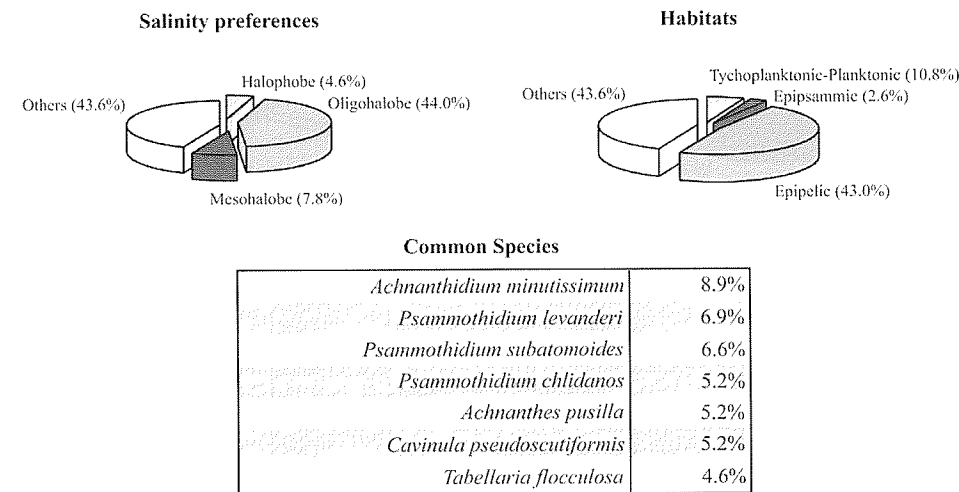 Salinity preferences
Halophobe (4.6%)
Others (43.6%)
Oligohalobe (44.0%)
Mesohalobe (7.8%)
Habitats
Tychoplanktonic-Planktonic (10.8%)
Others (43.6%)
Epipsammic (2.6%)
Epipelic (43.0%)
Common Species
Achnanthidium minutissimum 8.9%
Psammothidium levanderi 6.9%
Psammothidium subatomoides 6.6%
Psammothidium chlidanos 5.2%
Achnanthes pusilla 5.2%
Cavinula pseudoscutiformis 5.2%
Tabellaria flocculosa 4.6%